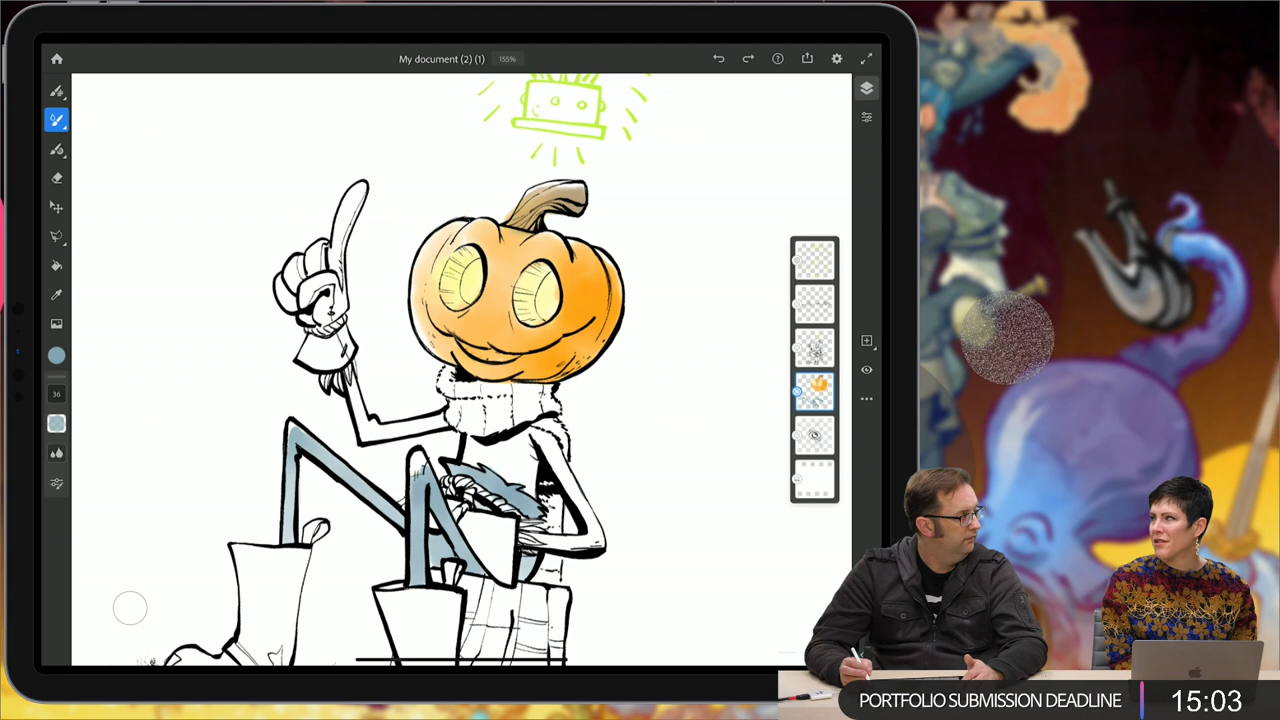 My document (2) (1) 155%
36
PORTFOLIO SUBMISSION DEADLINE 15:03